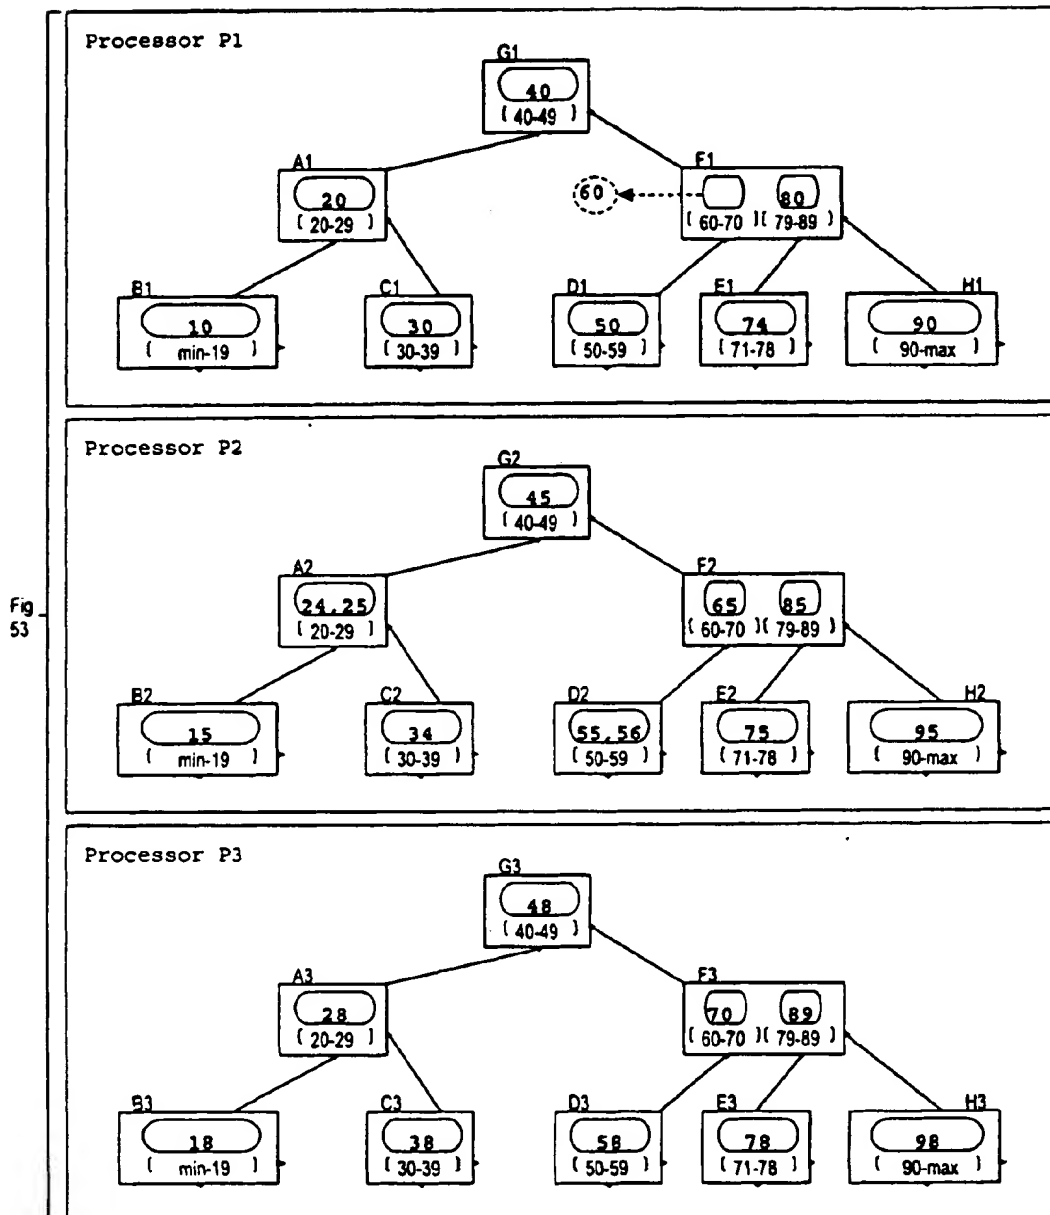 Processor P1
G1
40
( 40-49 )
A1
F1
20
60
80
( 20-29 )
( 60-70 )( 79-89 )
B1
C1
D1
E1
H1
10
30
50
74
90
( min-19 )
( 30-39 )
( 50-59 )
( 71-78 )
( 90-max )
Processor P2
G2
45
( 40-49 )
A2
F2
24,25
65
85
( 20-29 )
( 60-70 )( 79-89 )
Fig
53
B2
C2
D2
E2
H2
15
34
55,56
75
95
( min-19 )
( 30-39 )
( 50-59 )
( 71-78 )
( 90-max )
Processor P3
G3
48
( 40-49 )
A3
F3
28
70
89
( 20-29 )
( 60-70 )( 79-89 )
B3
C3
D3
E3
H3
18
38
58
78
98
( min-19 )
( 30-39 )
( 50-59 )
( 71-78 )
( 90-max )